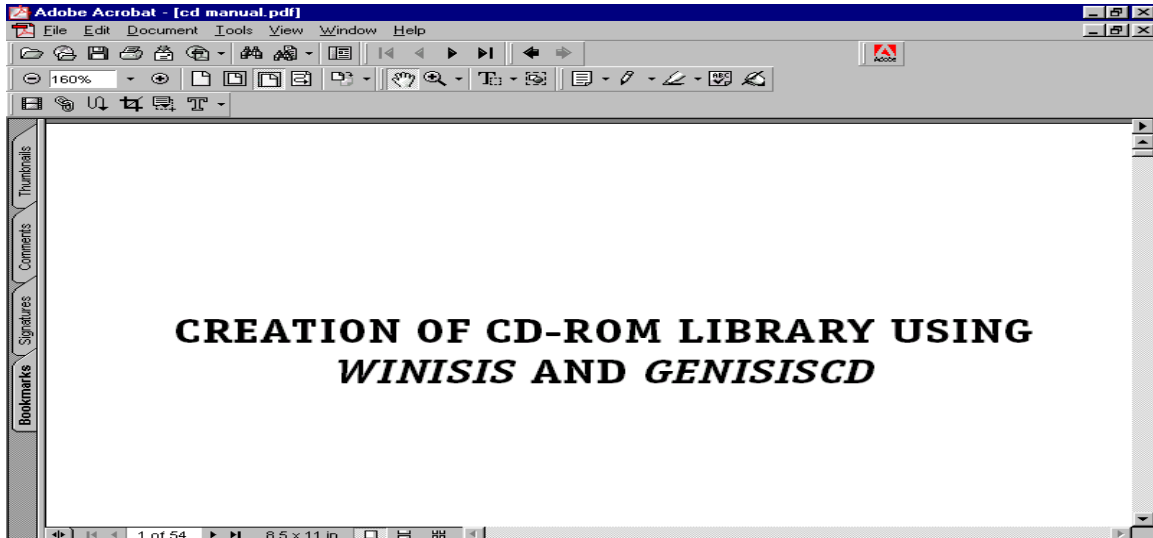 Adobe Acrobat - [cd manual.pdf]
File Edit Document Tools View Window Help
Adobe
160%
Thumbnails
Comments
Signatures
Bookmarks
CREATION OF CD-ROM LIBRARY USING
WINISIS AND GENISISCD
1 of 54 8.5 x 11 in